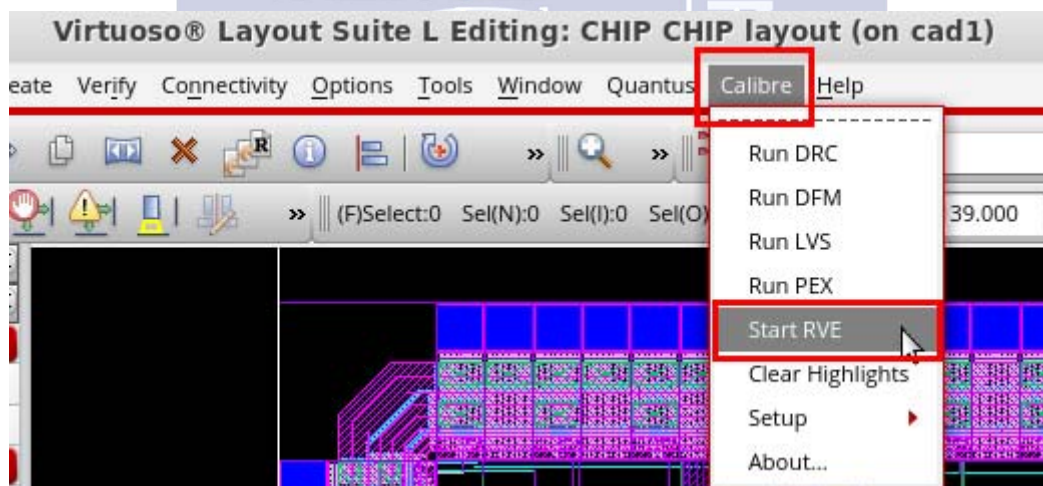 Virtuoso® Layout Suite L Editing: CHIP CHIP layout (on cad1)
eate Verify Connectivity Options Tools Window Quantus Calibre Help
R
» »
» (F)Select:0 Sel(N):0 Sel(I):0 Sel(O) 39.000
Run DRC
Run DFM
Run LVS
Run PEX
Start RVE
Clear Highlights
Setup
About...